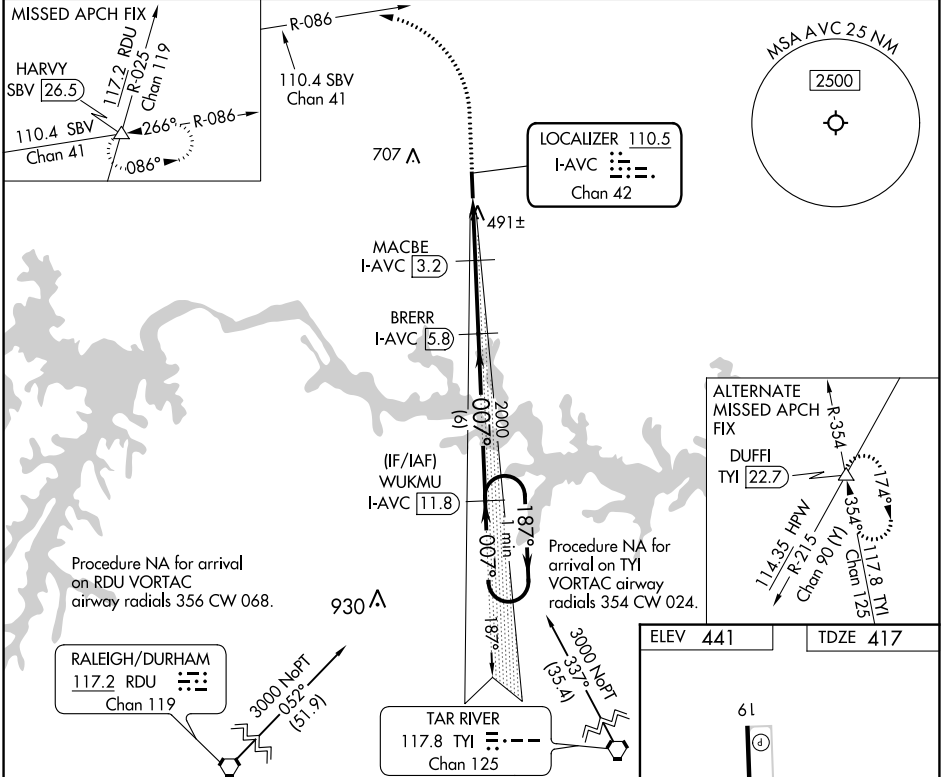 MISSED APCH FIX
HARVY
SBV 26.5
117.2 RDU
R-025
Chan 119
110.4 SBV
Chan 41
266°
R-086
086°
R-086
110.4 SBV
Chan 41
707
LOCALIZER 110.5
I-AVC
Chan 42
MSA AVC 25 NM
2500
491±
MACBE
I-AVC 3.2
BRERR
I-AVC 5.8
2000
007°
(6)
(IF/IAF)
WUKMU
I-AVC 11.8
187°
1 min
007°
187°
Procedure NA for arrival
on RDU VORTAC
airway radials 356 CW 068.
930
Procedure NA for
arrival on TYI
VORTAC airway
radials 354 CW 024.
RALEIGH/DURHAM
117.2 RDU
Chan 119
3000 NoPT
052°
(51.9)
TAR RIVER
117.8 TYI
Chan 125
3000 NoPT
337°
(35.4)
ALTERNATE
MISSED APCH
FIX
DUFFI
TYI 22.7
R-354
174°
354°
117.8 TYI
Chan 125
114.35 HPW
R-215
Chan 90 (Y)
ELEV 441
TDZE 417
19
P